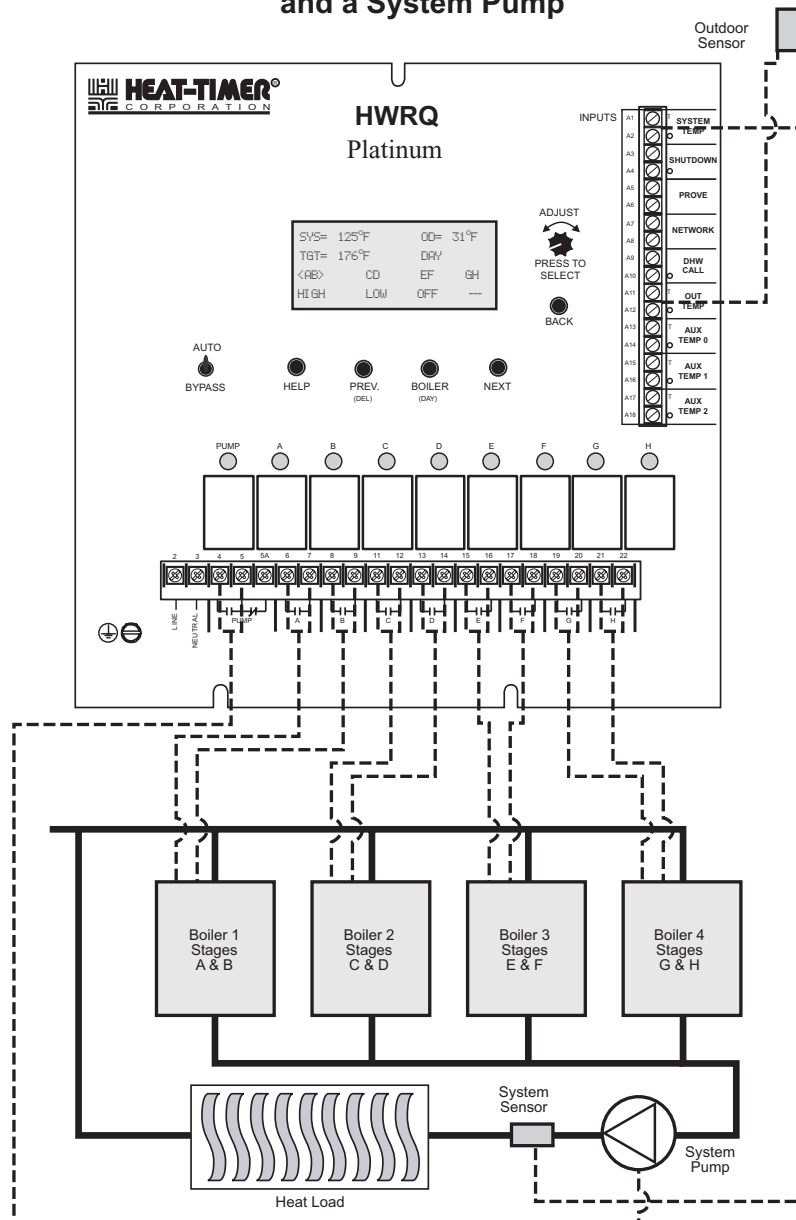 and a System Pump
Outdoor
Sensor
HEAT-TIMER®
CORPORATION
HWRQ
Platinum
INPUTS
A1 T SYSTEM
A2 TEMP
A3
A4 SHUTDOWN
A5
A6 PROVE
A7
A8 NETWORK
A9 DHW
A10 CALL
A11 T OUT
A12 TEMP
A13 T AUX
A14 TEMP 0
A15 T AUX
A16 TEMP 1
A17 T AUX
A18 TEMP 2
SYS= 125°F OD= 31°F
TGT= 176°F DAY
<AB> CD EF GH
HIGH LOW OFF ---
ADJUST
PRESS TO
SELECT
BACK
AUTO
BYPASS
HELP
PREV.
(DEL)
BOILER
(DAY)
NEXT
PUMP A B C D E F G H
2 3 4 5 5A 6 7 8 9 11 12 13 14 15 16 17 18 19 20 21 22
LINE
NEUTRAL
PUMP A B C D E F G H
Boiler 1
Stages
A & B
Boiler 2
Stages
C & D
Boiler 3
Stages
E & F
Boiler 4
Stages
G & H
System
Sensor
System
Pump
Heat Load